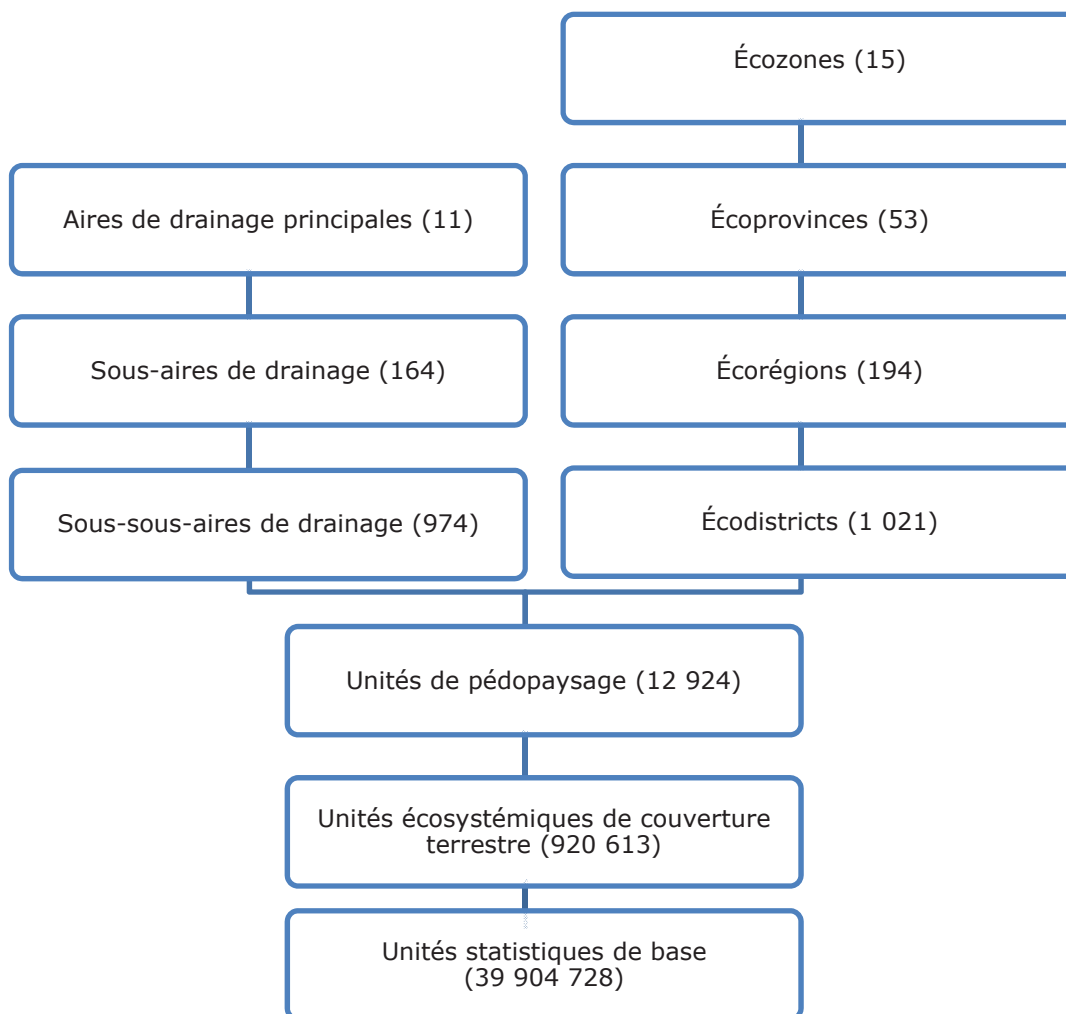 Écozones (15)
Aires de drainage principales (11)
Écoprovinces (53)
Sous-aires de drainage (164)
Écorégions (194)
Sous-sous-aires de drainage (974)
Écodistricts (1 021)
Unités de pédopaysage (12 924)
Unités écosystémiques de couverture
terrestre (920 613)
Unités statistiques de base
(39 904 728)